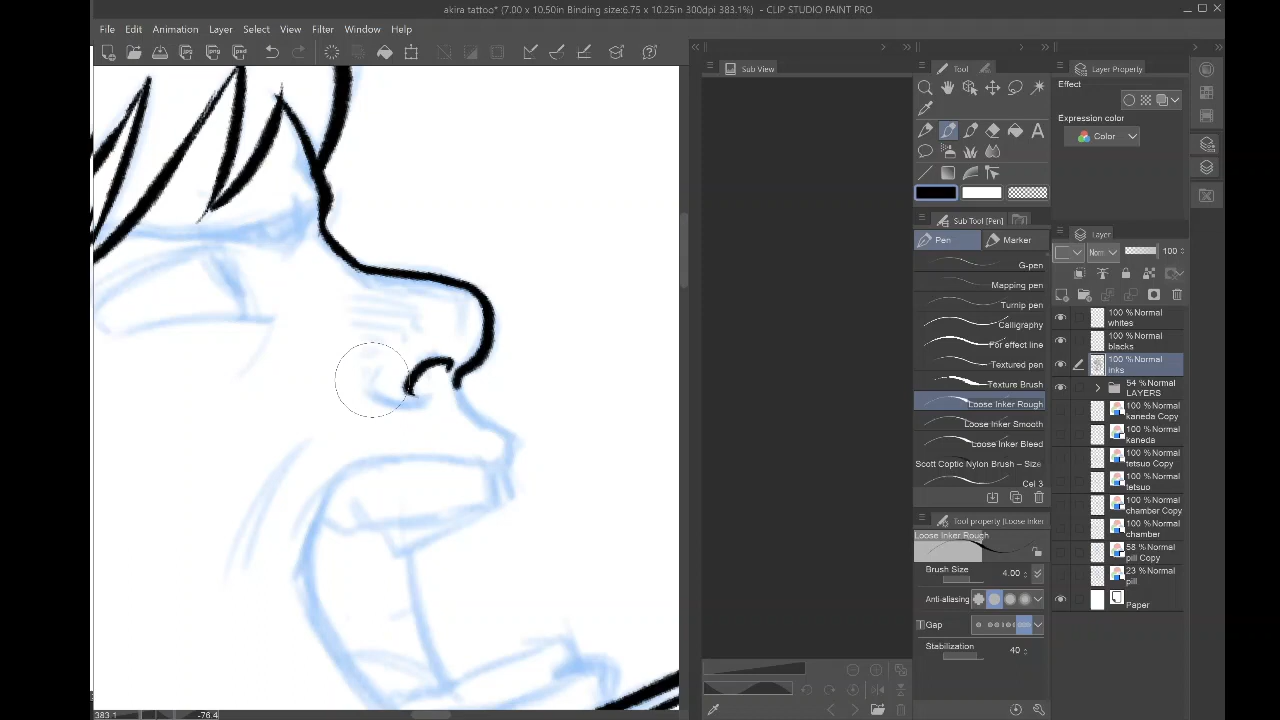 akira tattoo* (7.00 x 10.50in Binding size:6.75 x 10.25in 300dpi 383.1%) - CLIP STUDIO PAINT PRO
File Edit Animation Layer Select View Filter Window Help
Sub View
Tool
Layer Property
Effect
Expression color
Color
Sub Tool [Pen]
Pen
Marker
G-pen
Mapping pen
Turnip pen
Calligraphy
For effect line
Textured pen
Texture Brush
Loose Inker Rough
Loose Inker Smooth
Loose Inker Bleed
Scott Coptic Nylon Brush – Size
Cel 3
Tool property [Loose Inker
Loose Inker Rough
Brush Size 4.00
Anti-aliasing
Gap
Stabilization 40
Layer
Norn 100
100 %Normal
whites
100 %Normal
blacks
100 %Normal
inks
54 %Normal
LAYERS
100 %Normal
kaneda Copy
100 %Normal
kaneda
100 %Normal
tetsuo Copy
100 %Normal
tetsuo
100 %Normal
chamber Copy
100 %Normal
chamber
58 %Normal
pill Copy
23 %Normal
pill
Paper
383.1 -76.4